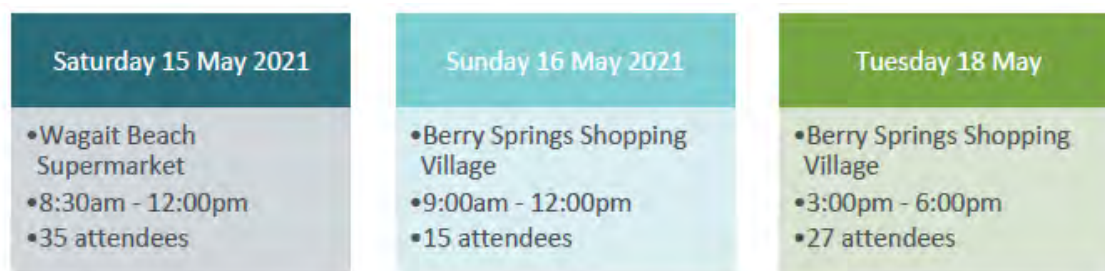 Saturday 15 May 2021
•Wagait Beach
Supermarket
•8:30am - 12:00pm
•35 attendees
Sunday 16 May 2021
•Berry Springs Shopping
Village
•9:00am - 12:00pm
•15 attendees
Tuesday 18 May
•Berry Springs Shopping
Village
•3:00pm - 6:00pm
•27 attendees